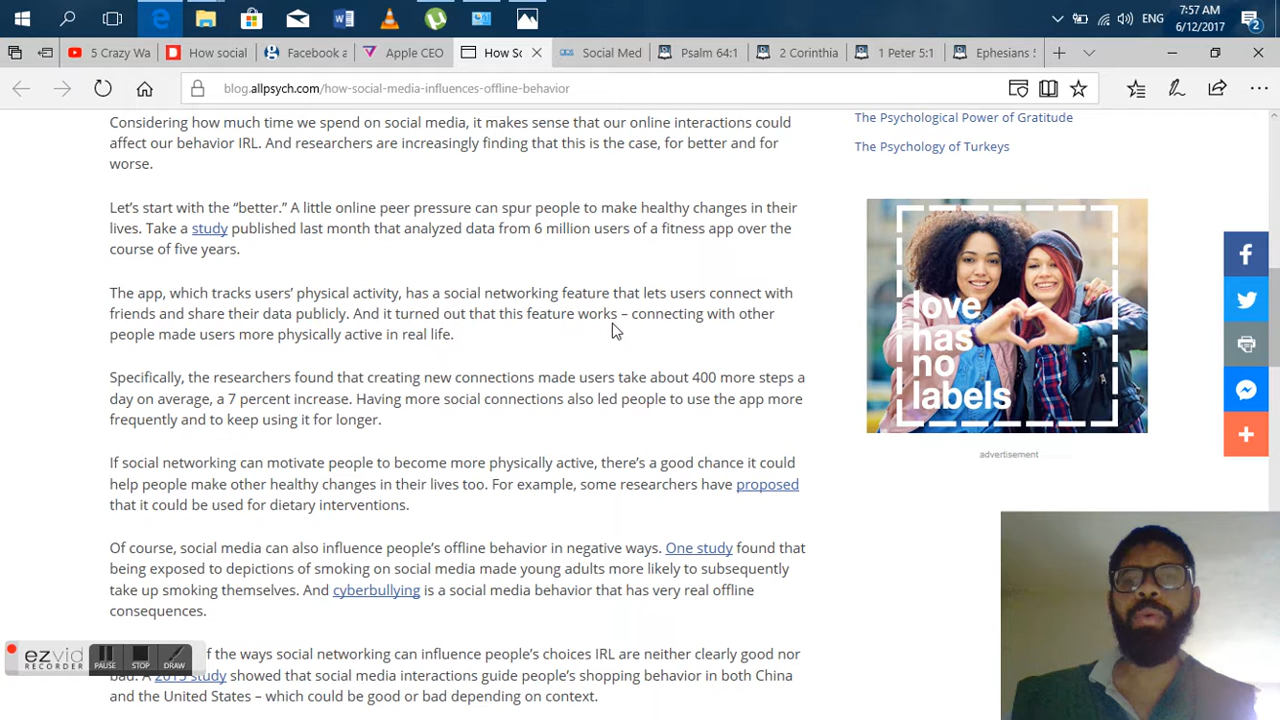 7:57 AM
ENG
6/12/2017
2
5 Crazy Wa
How social
Facebook a
Apple CEO
How So
Social Med
Psalm 64:1
2 Corinthia
1 Peter 5:1
Ephesians 5
blog.allpsych.com/how-social-media-influences-offline-behavior
Considering how much time we spend on social media, it makes sense that our online interactions could
affect our behavior IRL. And researchers are increasingly finding that this is the case, for better and for
worse.
Let’s start with the “better.” A little online peer pressure can spur people to make healthy changes in their
lives. Take a study published last month that analyzed data from 6 million users of a fitness app over the
course of five years.
The app, which tracks users’ physical activity, has a social networking feature that lets users connect with
friends and share their data publicly. And it turned out that this feature works – connecting with other
people made users more physically active in real life.
Specifically, the researchers found that creating new connections made users take about 400 more steps a
day on average, a 7 percent increase. Having more social connections also led people to use the app more
frequently and to keep using it for longer.
If social networking can motivate people to become more physically active, there’s a good chance it could
help people make other healthy changes in their lives too. For example, some researchers have proposed
that it could be used for dietary interventions.
Of course, social media can also influence people’s offline behavior in negative ways. One study found that
being exposed to depictions of smoking on social media made young adults more likely to subsequently
take up smoking themselves. And cyberbullying is a social media behavior that has very real offline
consequences.
f the ways social networking can influence people’s choices IRL are neither clearly good nor
bad. A 2015 study showed that social media interactions guide people’s shopping behavior in both China
and the United States – which could be good or bad depending on context.
The Psychological Power of Gratitude
The Psychology of Turkeys
love
has
no
labels
advertisement
ezvid
RECORDER
PAUSE
STOP
DRAW